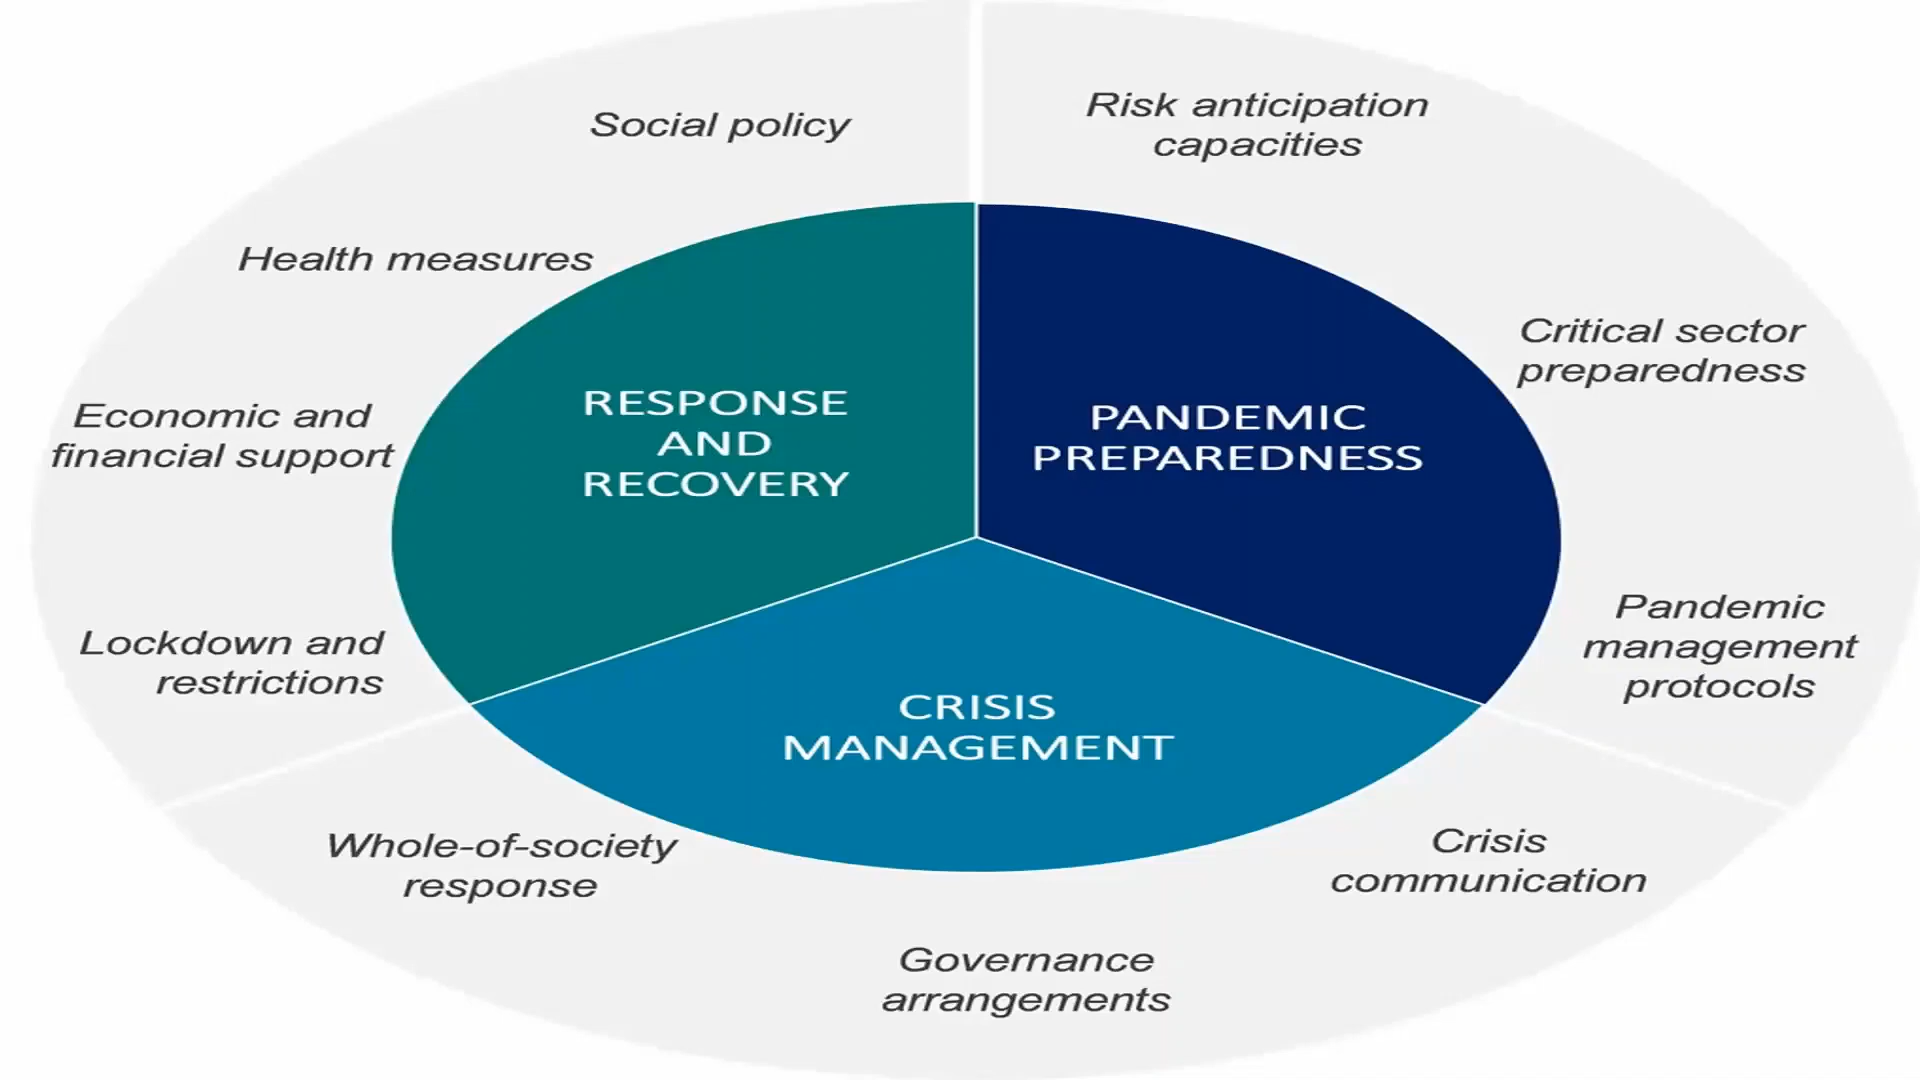 Social policy
Risk anticipation
capacities
Health measures
Critical sector
preparedness
Economic and
financial support
RESPONSE
AND
RECOVERY
PANDEMIC
PREPAREDNESS
Lockdown and
restrictions
Pandemic
management
protocols
CRISIS
MANAGEMENT
Whole-of-society
response
Crisis
communication
Governance
arrangements